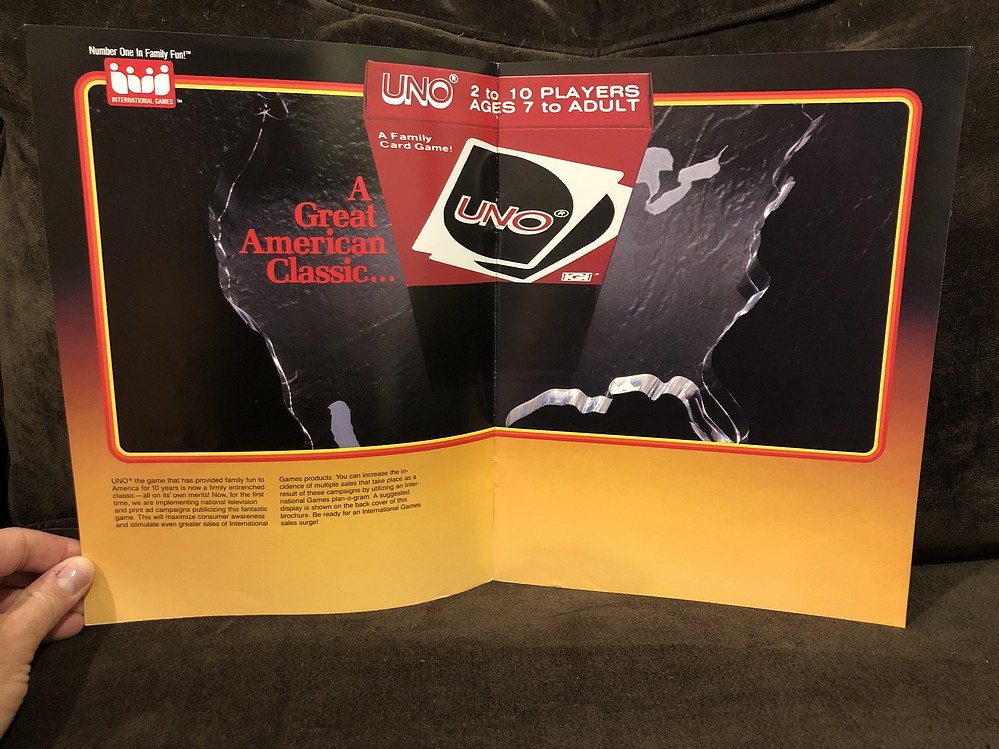 Number One In Family Fun!™
INTERNATIONAL GAMES ™
UNO®
2 to 10 PLAYERS
AGES 7 to ADULT
A Family
Card Game!
UNO®
IGI ™
A
Great
American
Classic...
UNO® the game that has provided family fun to
America for 10 years is now a firmly entrenched
classic—all on its' own merits! Now, for the first
time, we are implementing national television
and print ad campaigns publicizing this fantastic
game. This will maximize consumer awareness
and stimulate even greater sales of International
Games products. You can increase the in-
cidence of multiple sales that take place as a
result of these campaigns by utilizing an Inter-
national Games plan-o-gram. A suggested
display is shown on the back cover of this
brochure. Be ready for an International Games
sales surge!